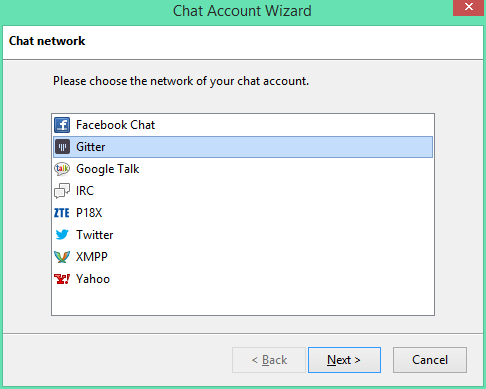 Chat Account Wizard
Chat network
Please choose the network of your chat account.
Facebook Chat
Gitter
talk Google Talk
IRC
ZTE P18X
Twitter
XMPP
Y! Yahoo
< Back Next > Cancel